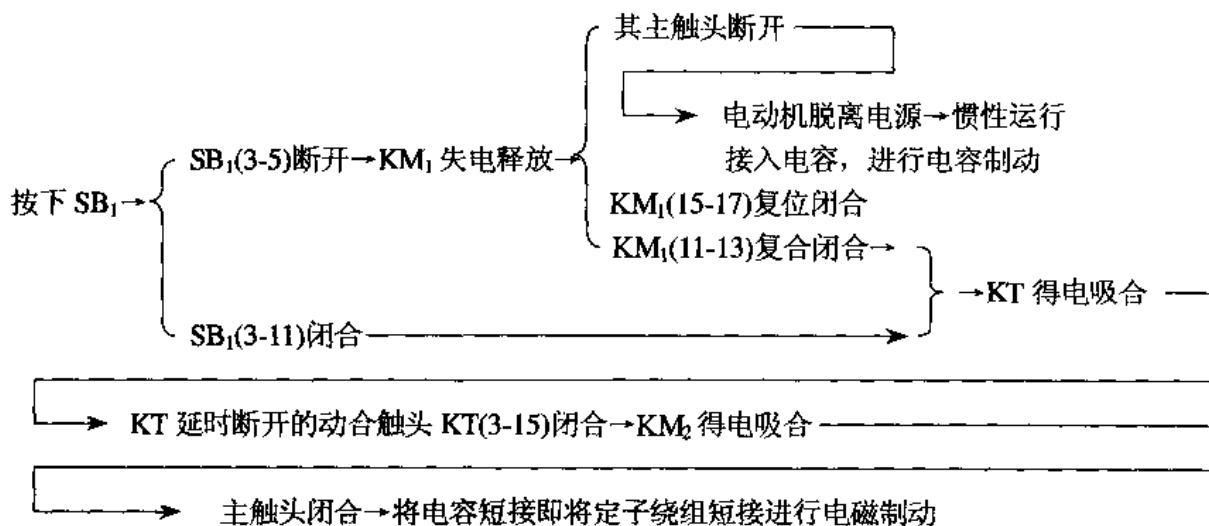 其主触头断开
电动机脱离电源→惯性运行
SB₁(3-5)断开→KM₁ 失电释放→
接入电容，进行电容制动
按下 SB₁→
KM₁(15-17)复位闭合
KM₁(11-13)复合闭合→
→KT 得电吸合
SB₁(3-11)闭合
KT 延时断开的动合触头 KT(3-15)闭合→KM₂ 得电吸合
主触头闭合→将电容短接即将定子绕组短接进行电磁制动